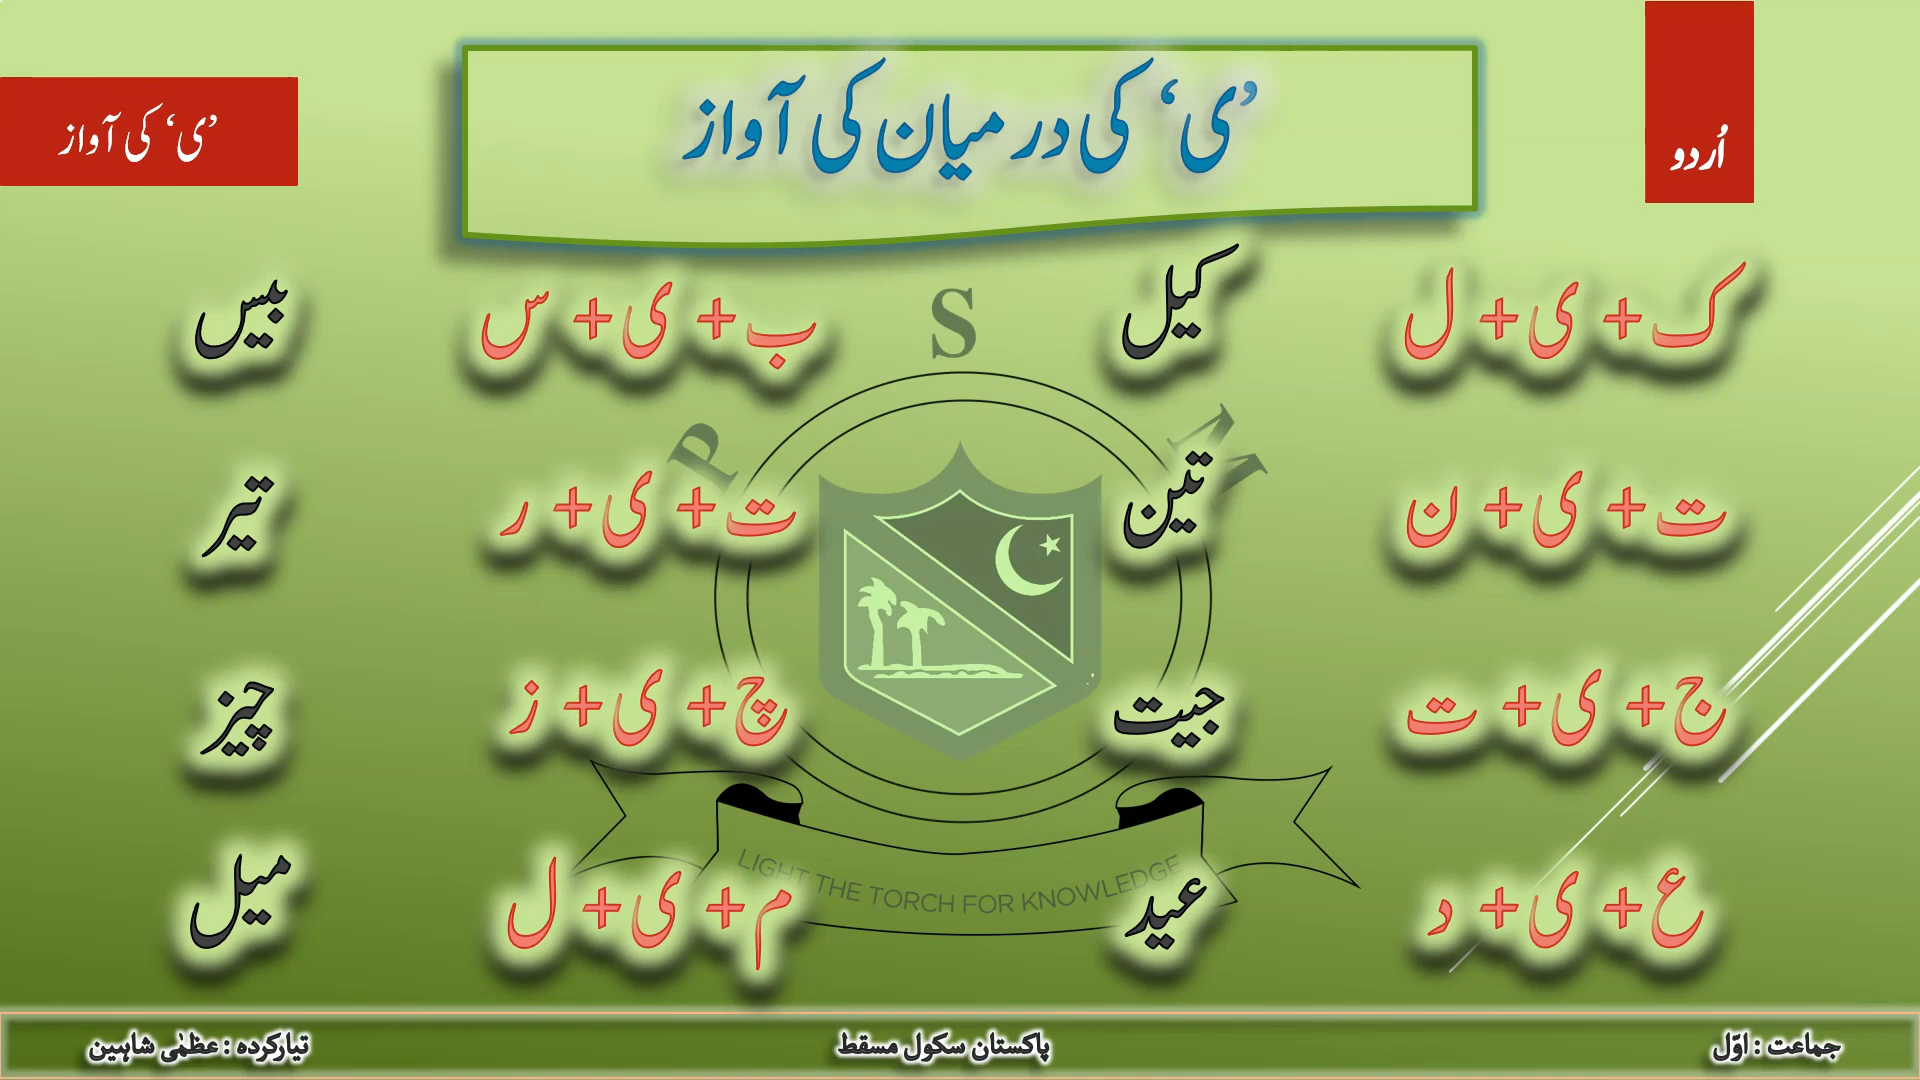 اُردو
’ی‘ کی درمیان کی آواز
’ی‘ کی آواز
ک + ی + ل کیل ب + ی + س بیس
ت + ی + ن تین ت + ی + ر تیر
ج + ی + ت جیت چ + ی + ز چیز
ع + ی + د عید م + ی + ل میل
P S M
LIGHT THE TORCH FOR KNOWLEDGE
جماعت : اوّل پاکستان سکول مسقط تیارکردہ : عظمٰی شاہین